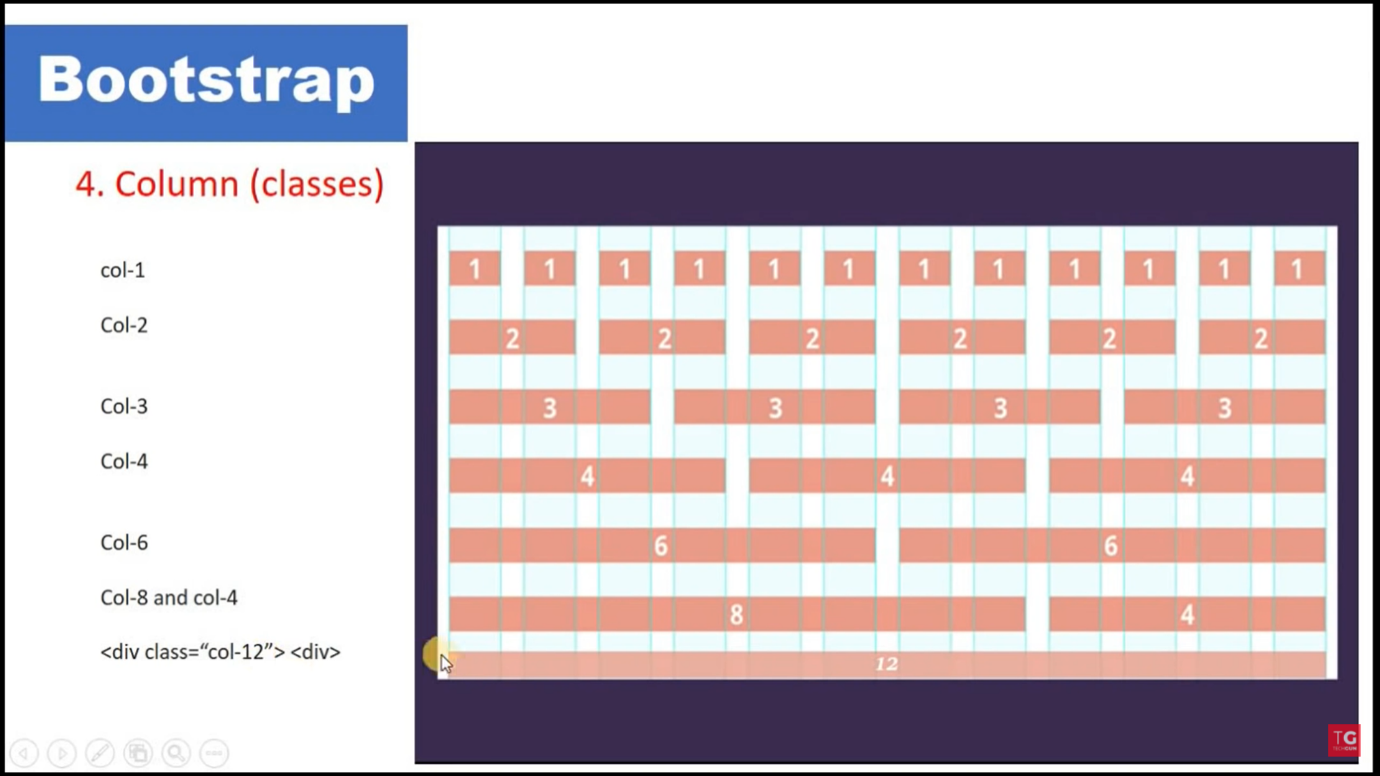 Bootstrap
4. Column (classes)
col-1
Col-2
Col-3
Col-4
Col-6
Col-8 and col-4
<div class=“col-12”> <div>
1 1 1 1 1 1 1 1 1 1 1 1
2 2 2 2 2 2
3 3 3 3
4 4 4
6 6
8 4
12
TG